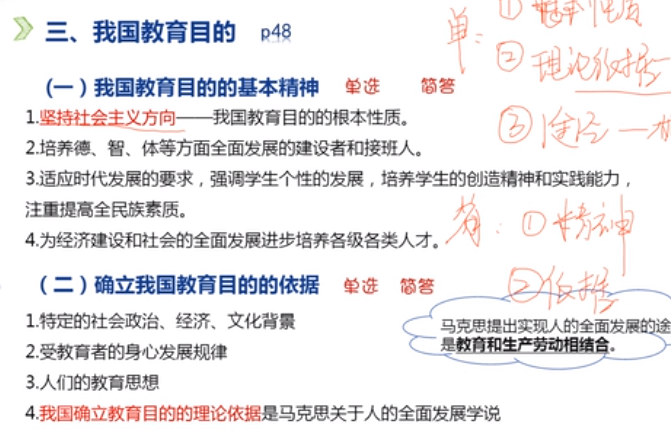 三、我国教育目的 p48
单: ①根本性质
②理论依据
③途径
(一)我国教育目的的基本精神 单选 简答
1.坚持社会主义方向——我国教育目的的根本性质。
2.培养德、智、体等方面全面发展的建设者和接班人。
3.适应时代发展的要求，强调学生个性的发展，培养学生的创造精神和实践能力，
注重提高全民族素质。
4.为经济建设和社会的全面发展进步培养各级各类人才。
①精神
②依据
(二)确立我国教育目的的依据 单选 简答
1.特定的社会政治、经济、文化背景
2.受教育者的身心发展规律
3.人们的教育思想
4.我国确立教育目的的理论依据是马克思关于人的全面发展学说
马克思提出实现人的全面发展的途
是教育和生产劳动相结合。